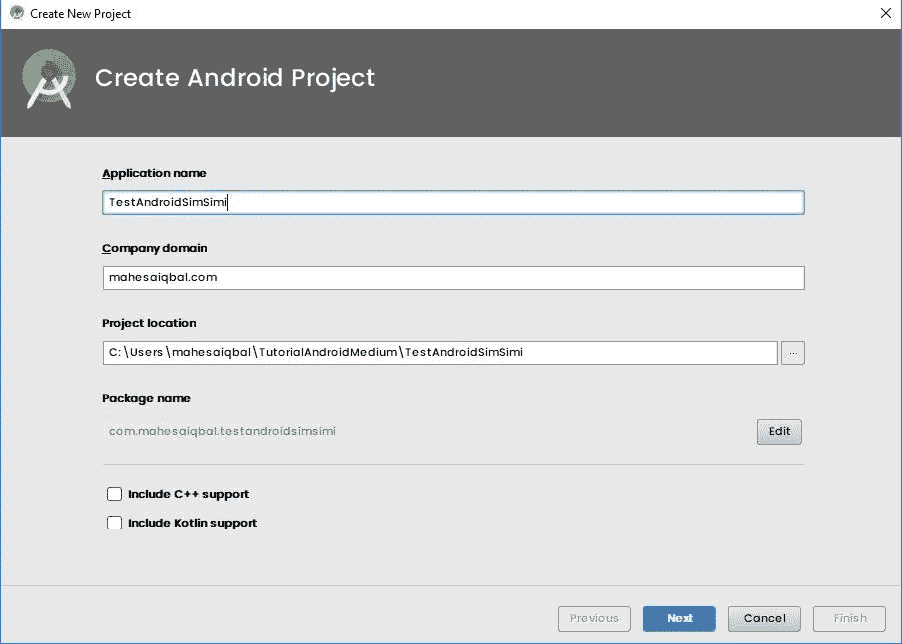 Create New Project
Create Android Project
Application name
TestAndroidSimSimi
Company domain
mahesaiqbal.com
Project location
C:\Users\mahesaiqbal\TutorialAndroidMedium\TestAndroidSimSimi
...
Package name
com.mahesaiqbal.testandroidsimsimi
Edit
Include C++ support
Include Kotlin support
Previous Next Cancel Finish